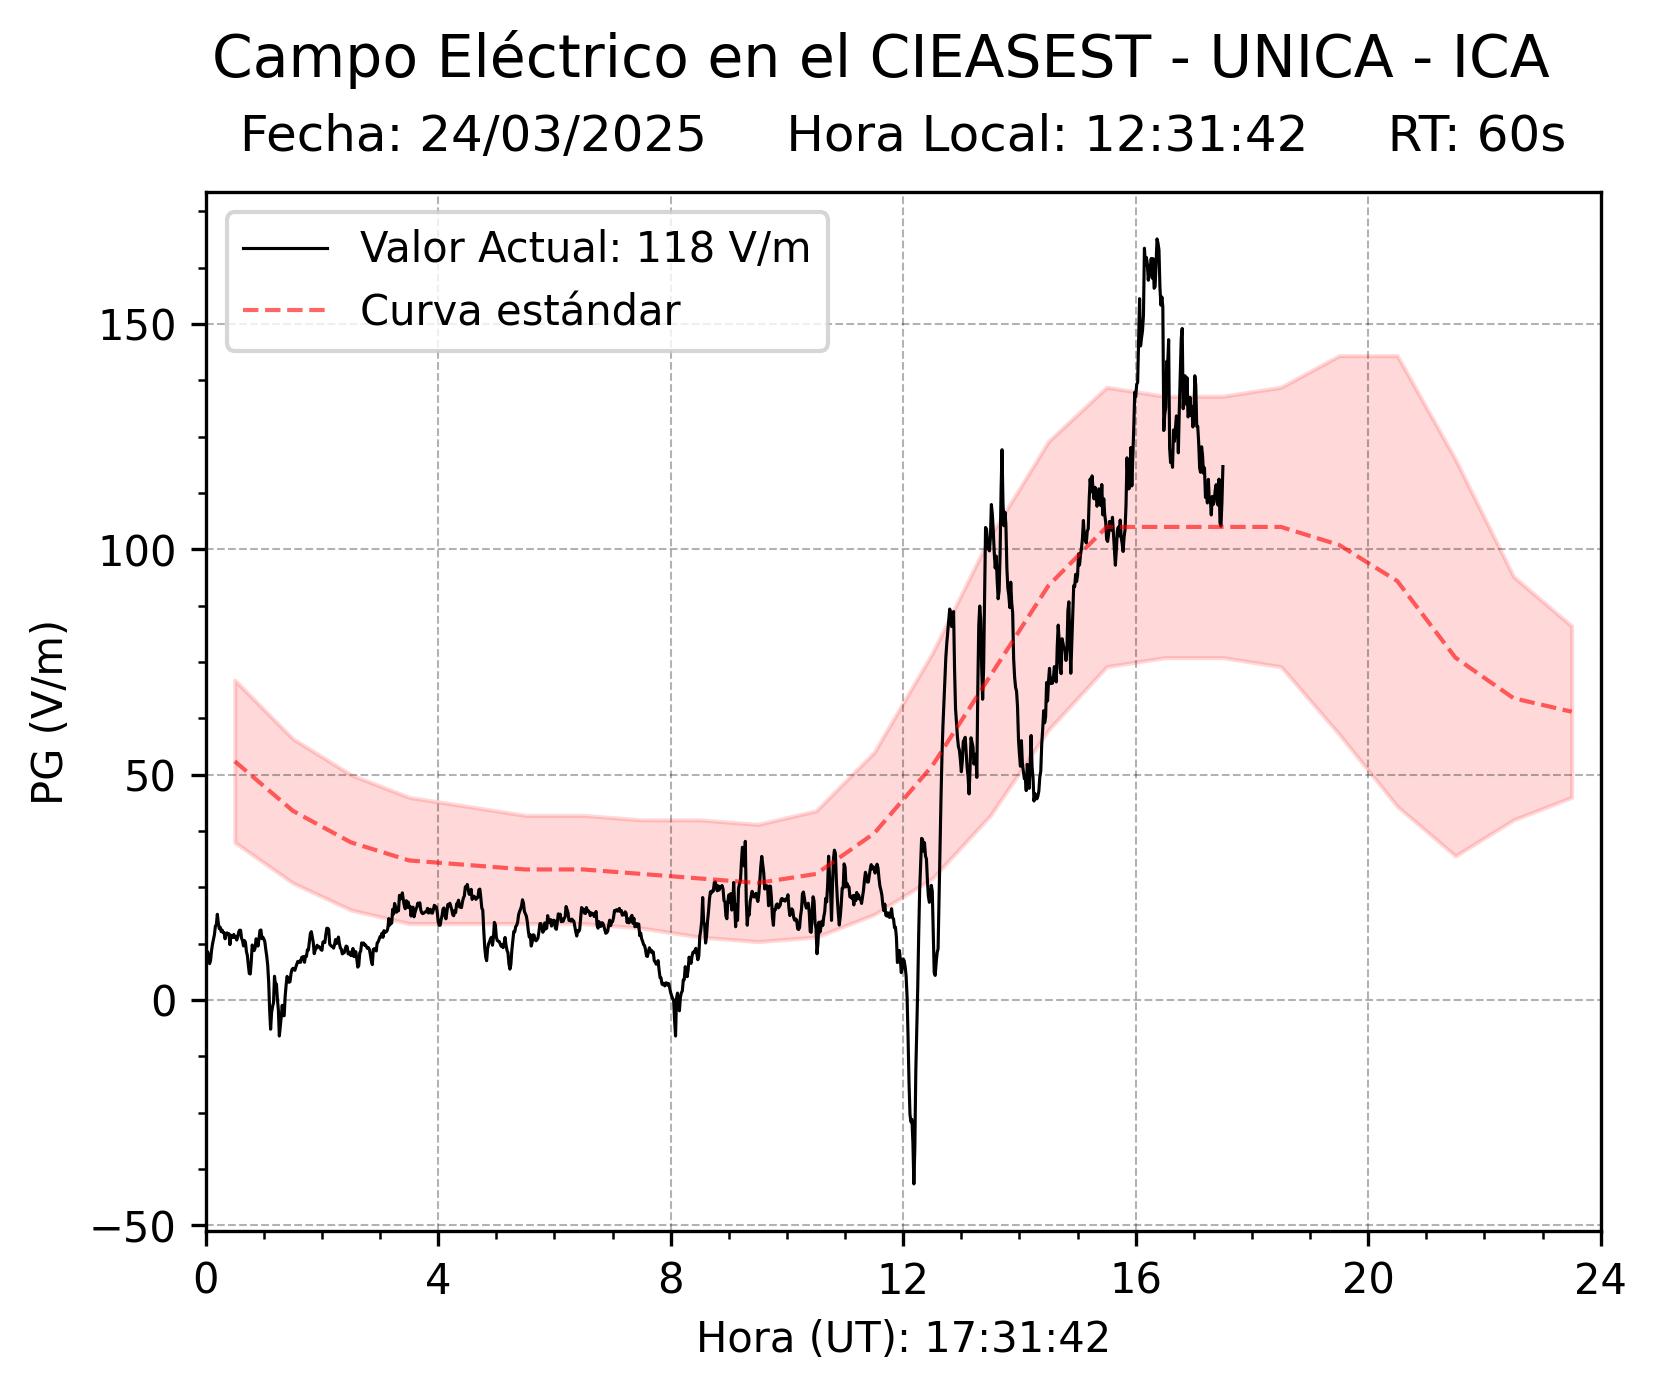 Campo Eléctrico en el CIEASEST - UNICA - ICA
Fecha: 24/03/2025 Hora Local: 12:31:42 RT: 60s
Valor Actual: 118 V/m
Curva estándar
PG (V/m)
150
100
50
0
−50
0 4 8 12 16 20 24
Hora (UT): 17:31:42